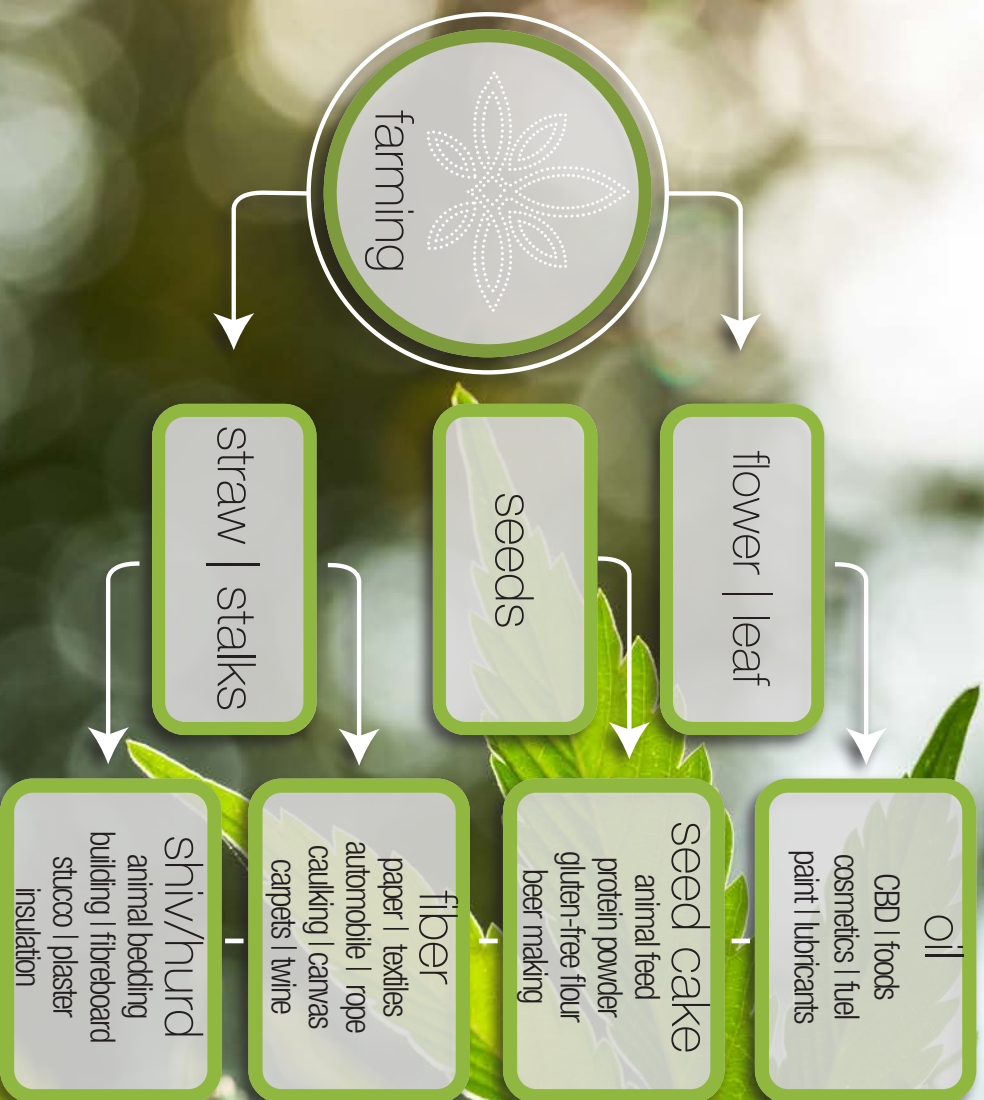 farming
flower | leaf
seeds
straw | stalks
oil
CBD | foods
cosmetics | fuel
paint | lubricants
seed cake
animal feed
protein powder
gluten-free flour
beer making
fiber
paper | textiles
automobile | rope
caulking | canvas
carpets | twine
shiv/hurd
animal bedding
building | fibreboard
stucco | plaster
insulation